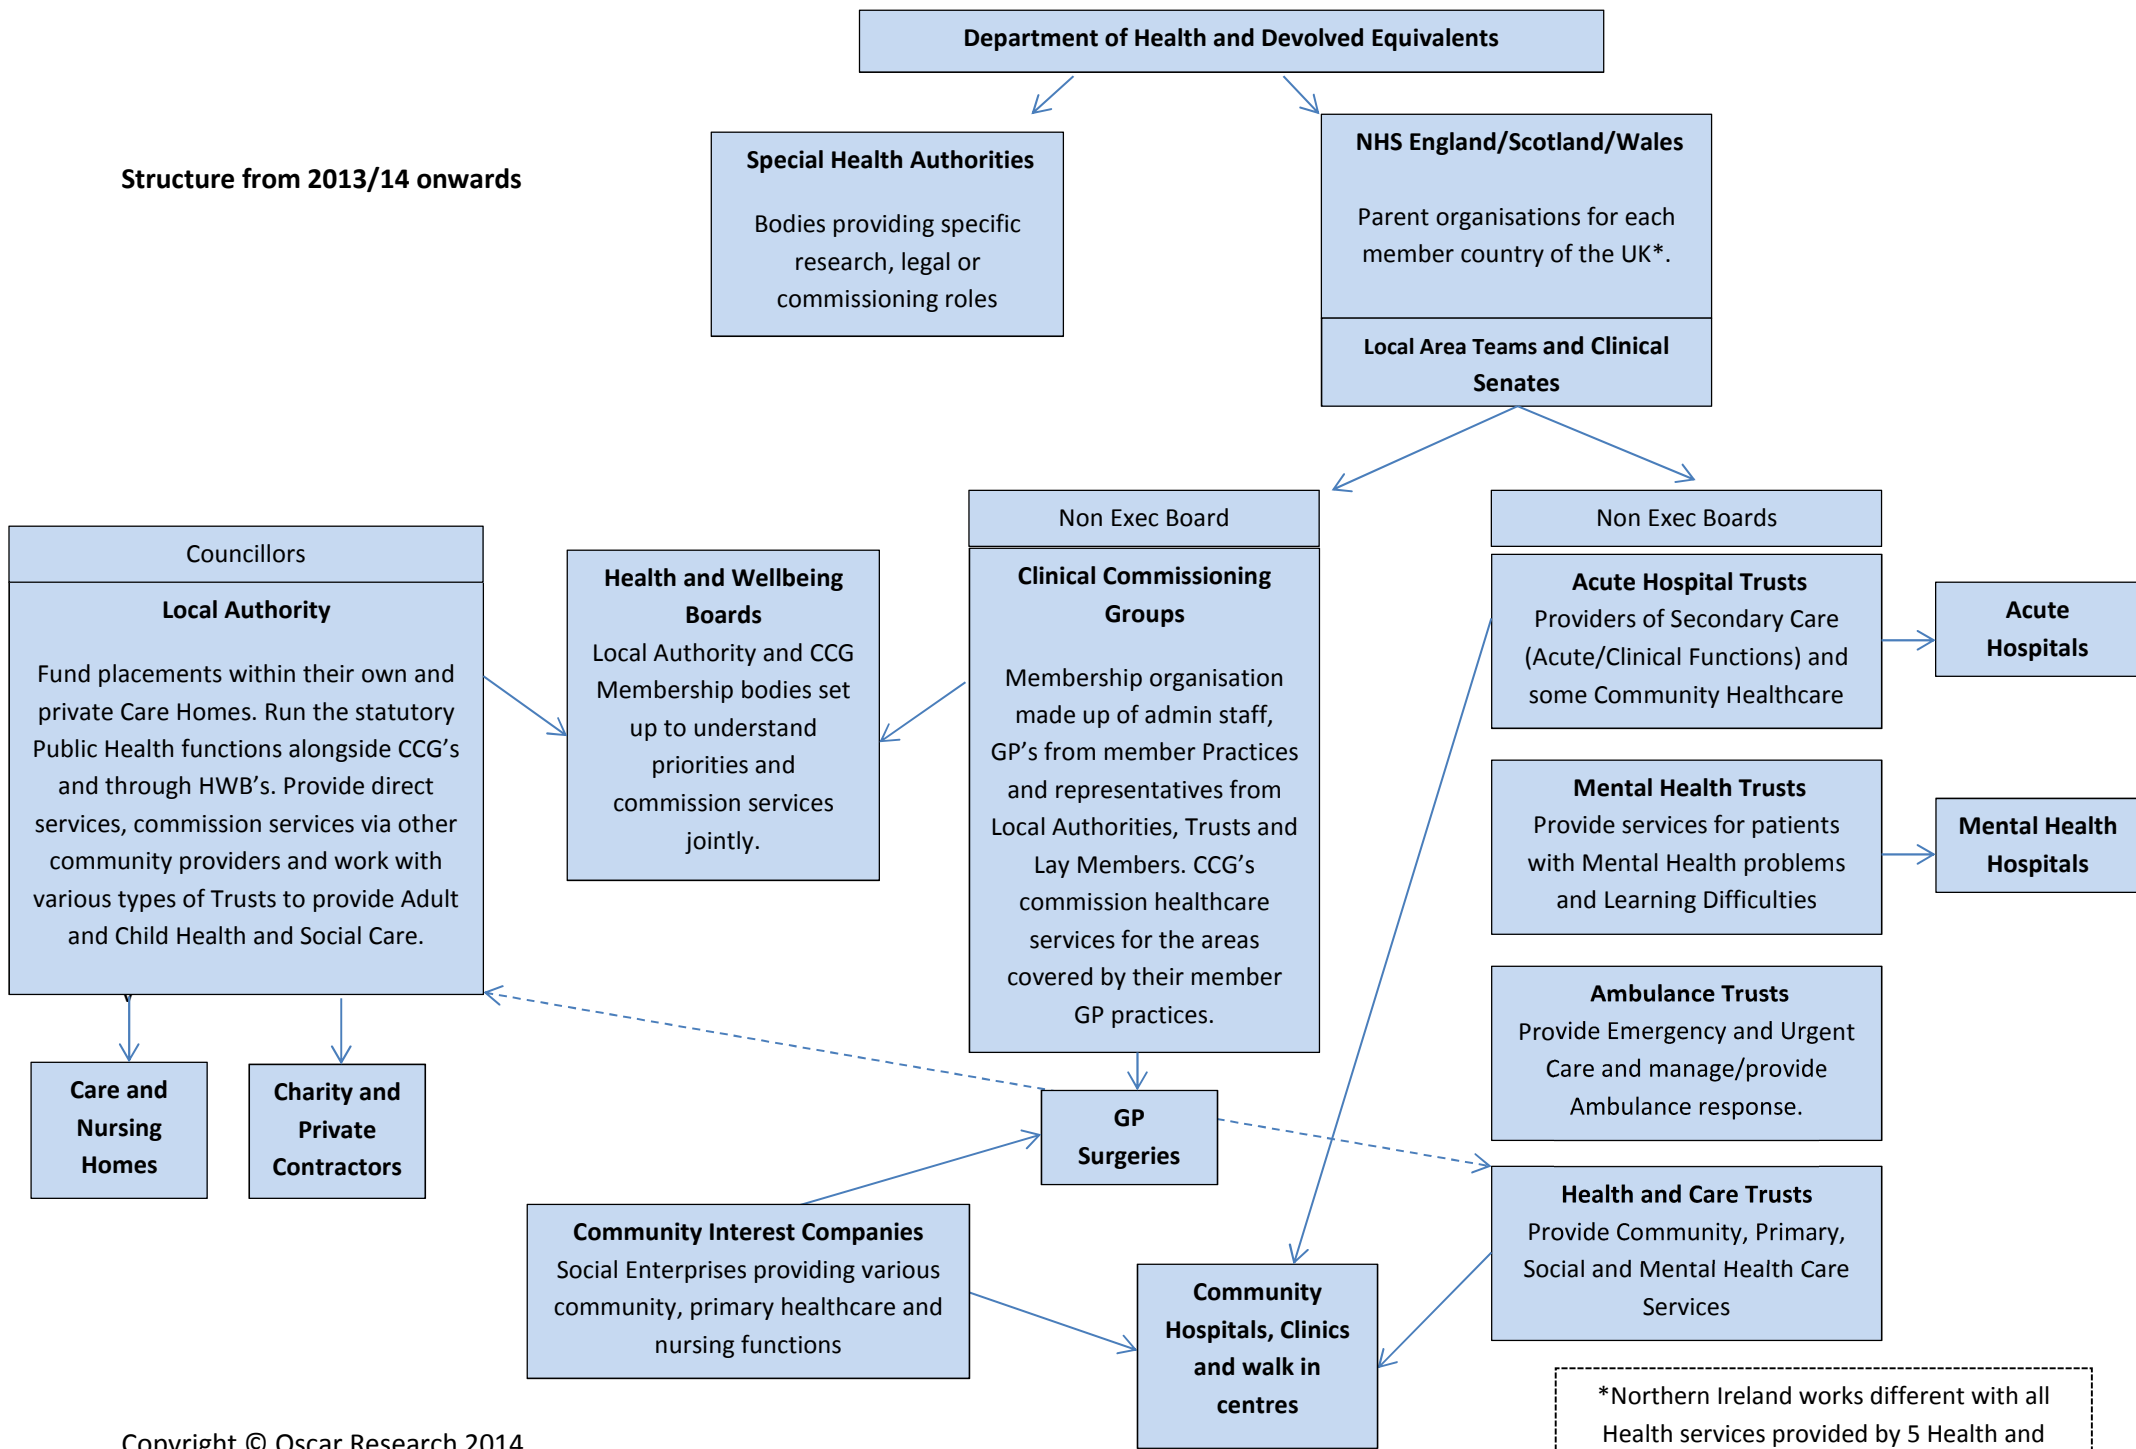 Department of Health and Devolved Equivalents
Structure from 2013/14 onwards
Special Health Authorities
Bodies providing specific
research, legal or
commissioning roles
NHS England/Scotland/Wales
Parent organisations for each
member country of the UK*.
Local Area Teams and Clinical
Senates
Councillors
Local Authority
Fund placements within their own and
private Care Homes. Run the statutory
Public Health functions alongside CCG's
and through HWB's. Provide direct
services, commission services via other
community providers and work with
various types of Trusts to provide Adult
and Child Health and Social Care.
Health and Wellbeing
Boards
Local Authority and CCG
Membership bodies set
up to understand
priorities and
commission services
jointly.
Non Exec Board
Clinical Commissioning
Groups
Membership organisation
made up of admin staff,
GP's from member Practices
and representatives from
Local Authorities, Trusts and
Lay Members. CCG's
commission healthcare
services for the areas
covered by their member
GP practices.
Non Exec Boards
Acute Hospital Trusts
Providers of Secondary Care
(Acute/Clinical Functions) and
some Community Healthcare
Acute
Hospitals
Mental Health Trusts
Provide services for patients
with Mental Health problems
and Learning Difficulties
Mental Health
Hospitals
Ambulance Trusts
Provide Emergency and Urgent
Care and manage/provide
Ambulance response.
Care and
Nursing
Homes
Charity and
Private
Contractors
GP
Surgeries
Health and Care Trusts
Provide Community, Primary,
Social and Mental Health Care
Services
Community Interest Companies
Social Enterprises providing various
community, primary healthcare and
nursing functions
Community
Hospitals, Clinics
and walk in
centres
*Northern Ireland works different with all
Health services provided by 5 Health and
Copyright © Oscar Research 2014